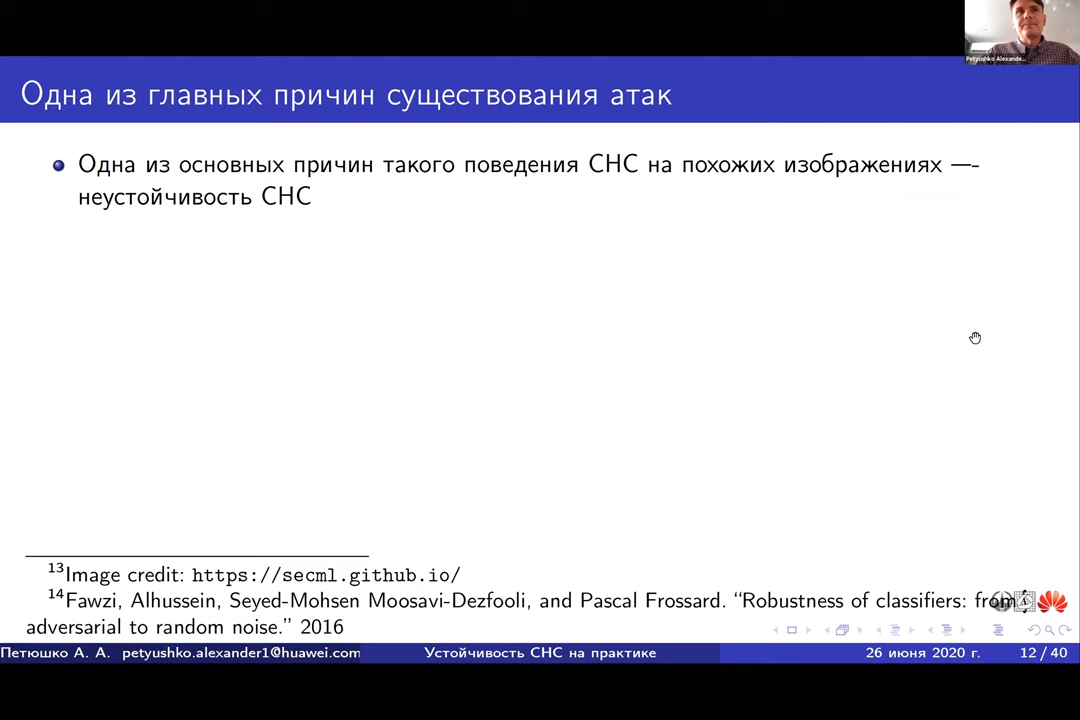 Petyushko Alexande...
Одна из главных причин существования атак
Одна из основных причин такого поведения СНС на похожих изображениях —-
неустойчивость СНС
13Image credit: https://secml.github.io/
14Fawzi, Alhussein, Seyed-Mohsen Moosavi-Dezfooli, and Pascal Frossard. “Robustness of classifiers: from
adversarial to random noise.” 2016
Петюшко А. А. petyushko.alexander1@huawei.com Устойчивость СНС на практике 26 июня 2020 г. 12 / 40